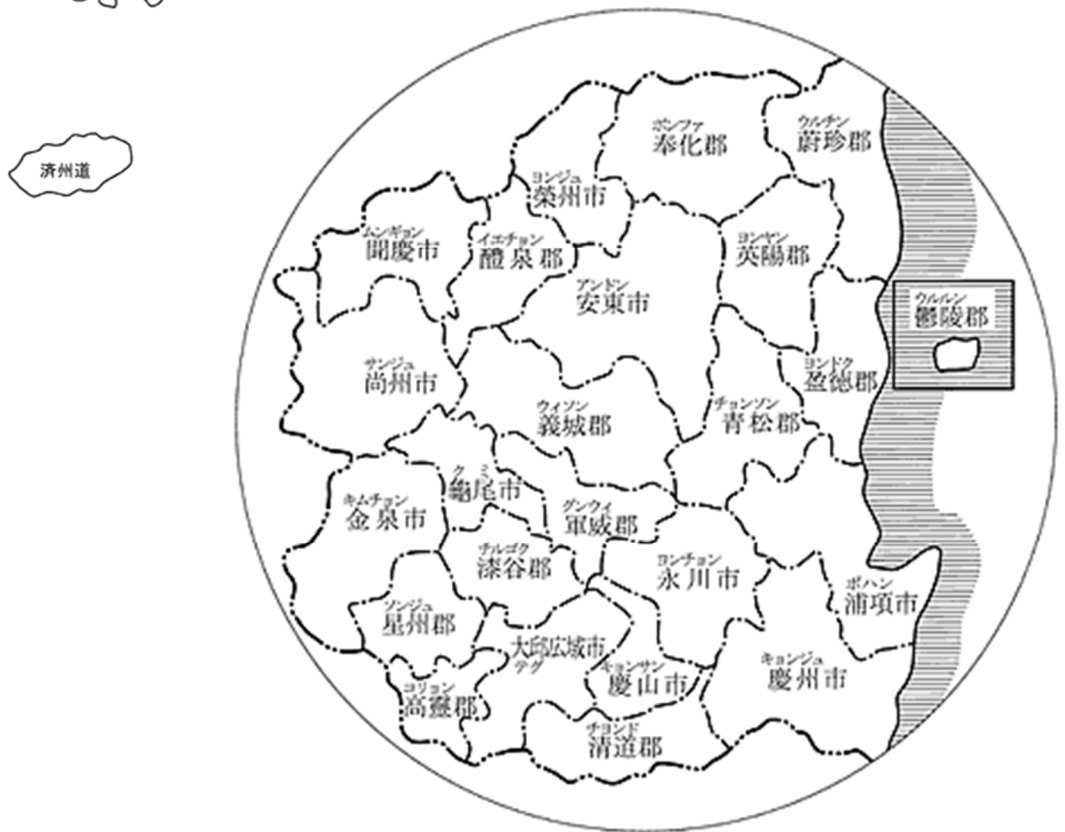 済州道
ポンファ
奉化郡
ウルチン
蔚珍郡
ヨンジュ
榮州市
ムンギョン
聞慶市
イエチョン
醴泉郡
ヨンヤン
英陽郡
アンドン
安東市
ウルルン
鬱陵郡
サンジュ
尚州市
ヨンドク
盈德郡
ウィソン
義城郡
チョンソン
青松郡
クミ
龜尾市
キムチョン
金泉市
グンウィ
軍威郡
チルゴク
漆谷郡
ヨンチョン
永川市
ポハン
浦項市
ソンジュ
星州郡
大邱広域市
テグ
キョンサン
慶山市
キョンジュ
慶州市
コリョン
高靈郡
チョンド
清道郡